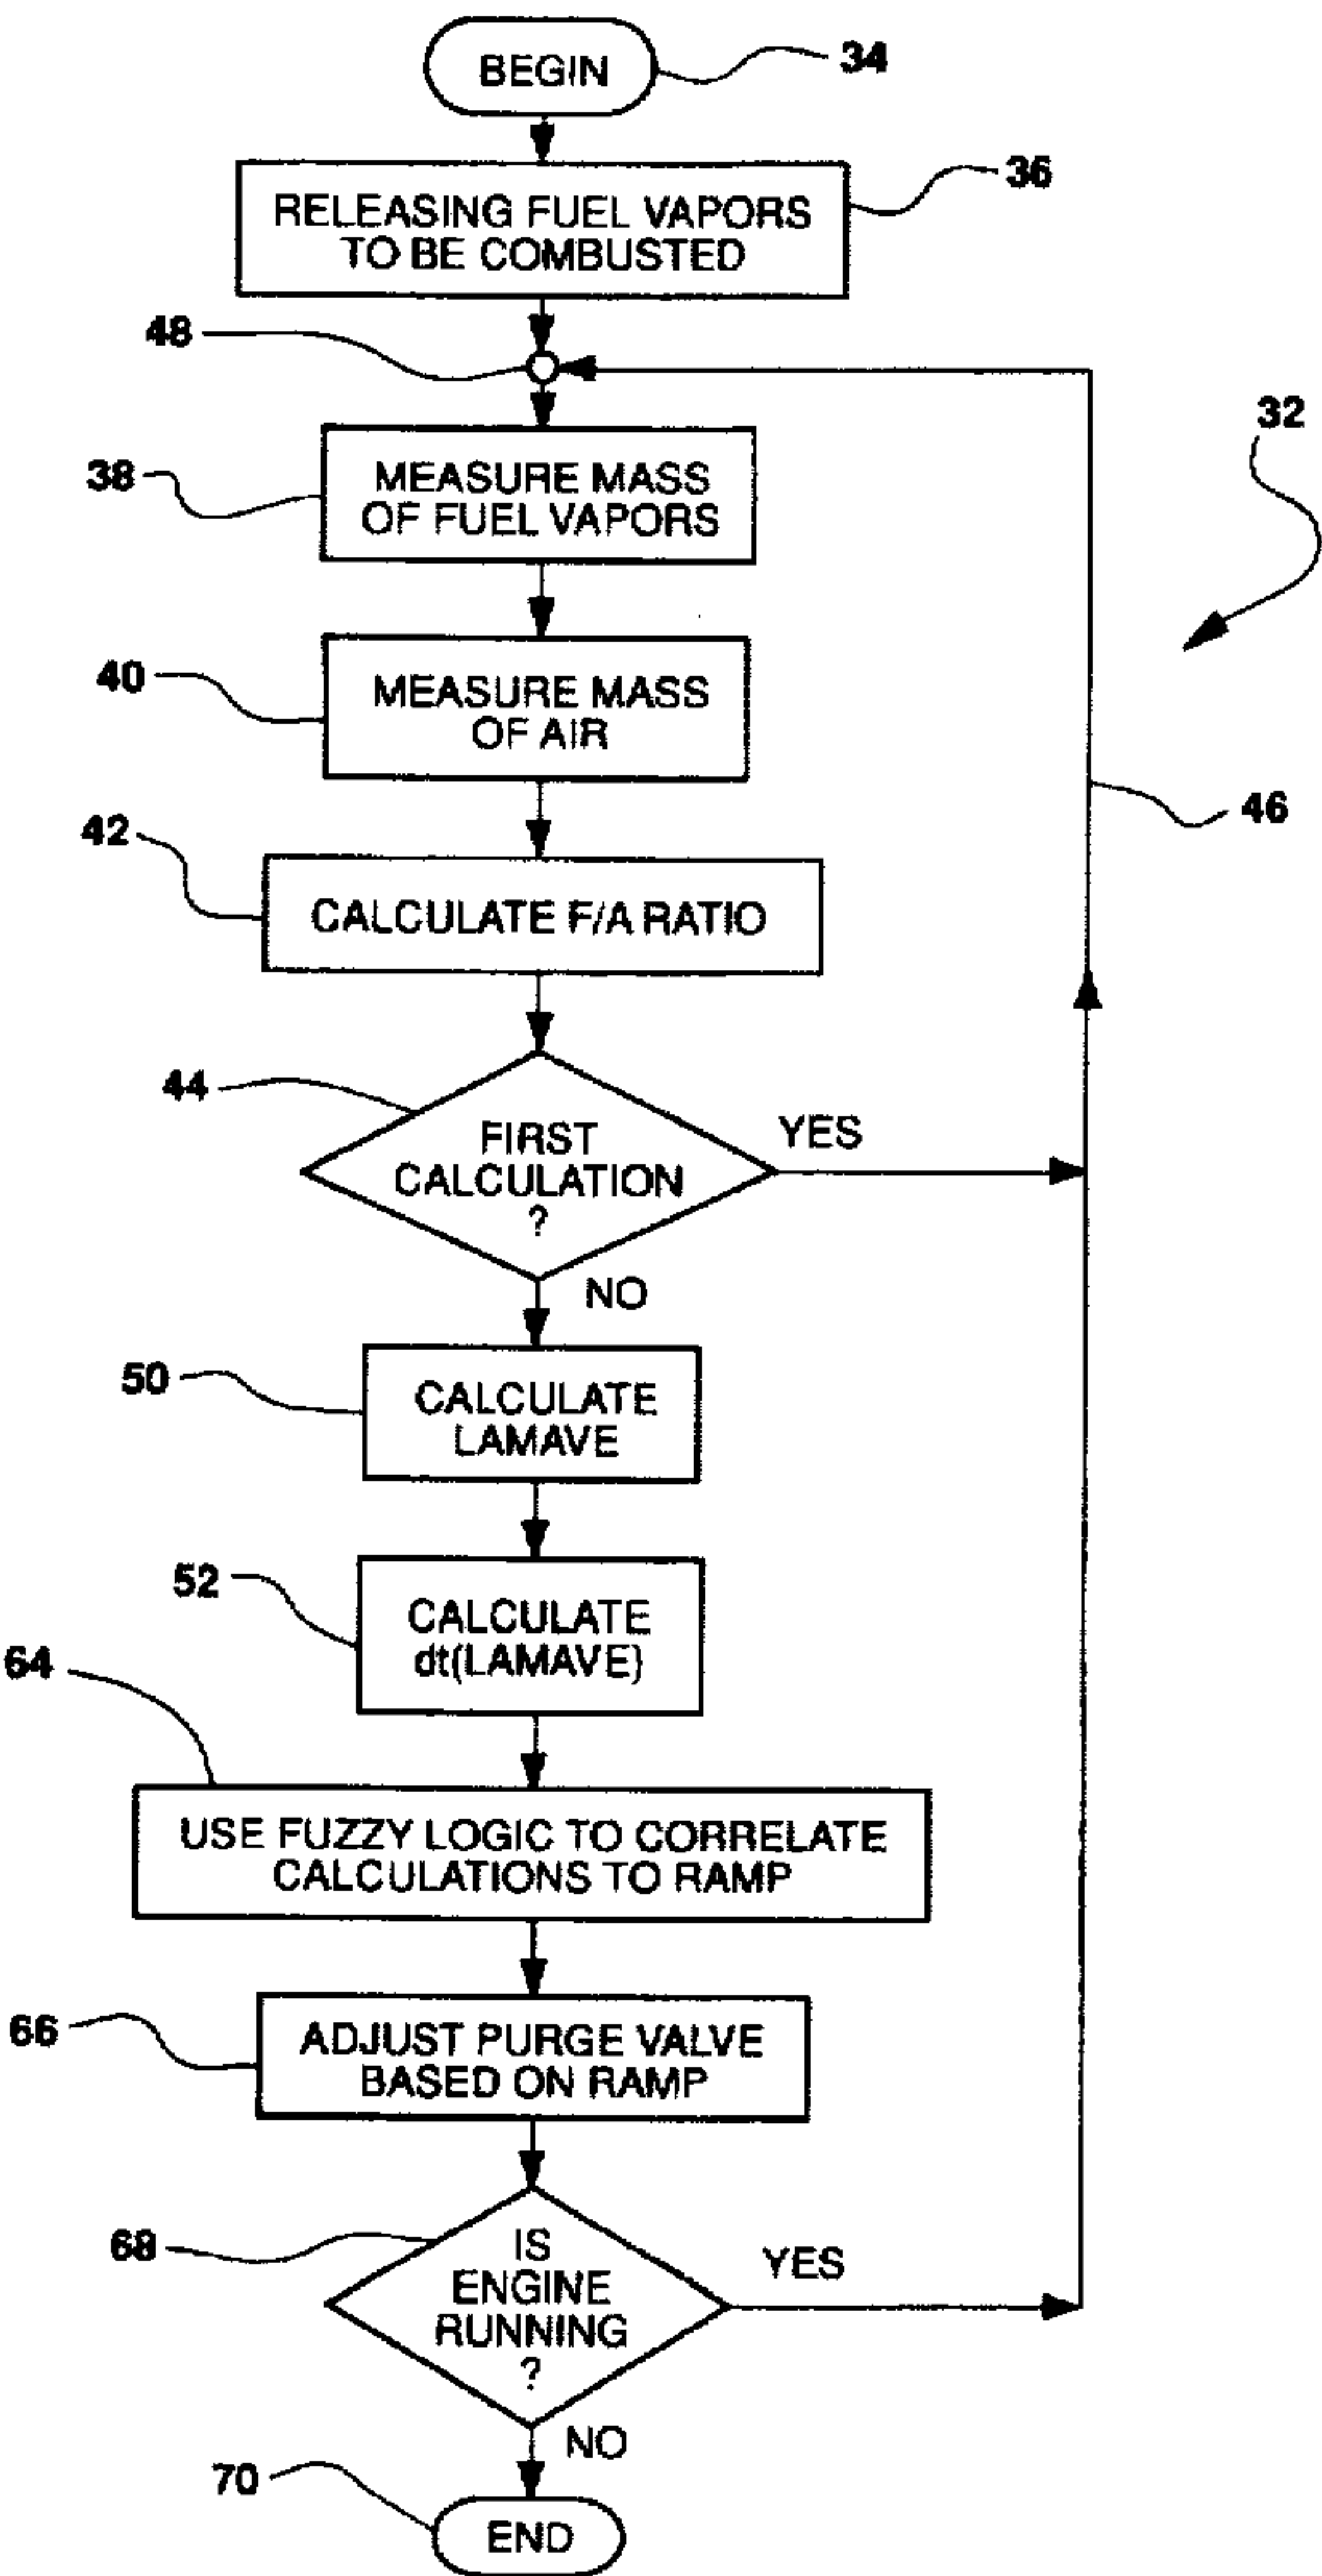 BEGIN
34
RELEASING FUEL VAPORS
TO BE COMBUSTED
36
48
32
38
MEASURE MASS
OF FUEL VAPORS
40
MEASURE MASS
OF AIR
46
42
CALCULATE F/A RATIO
44
FIRST
CALCULATION
?
YES
NO
50
CALCULATE
LAMAVE
52
CALCULATE
dt(LAMAVE)
64
USE FUZZY LOGIC TO CORRELATE
CALCULATIONS TO RAMP
66
ADJUST PURGE VALVE
BASED ON RAMP
68
IS
ENGINE
RUNNING
?
YES
NO
70
END